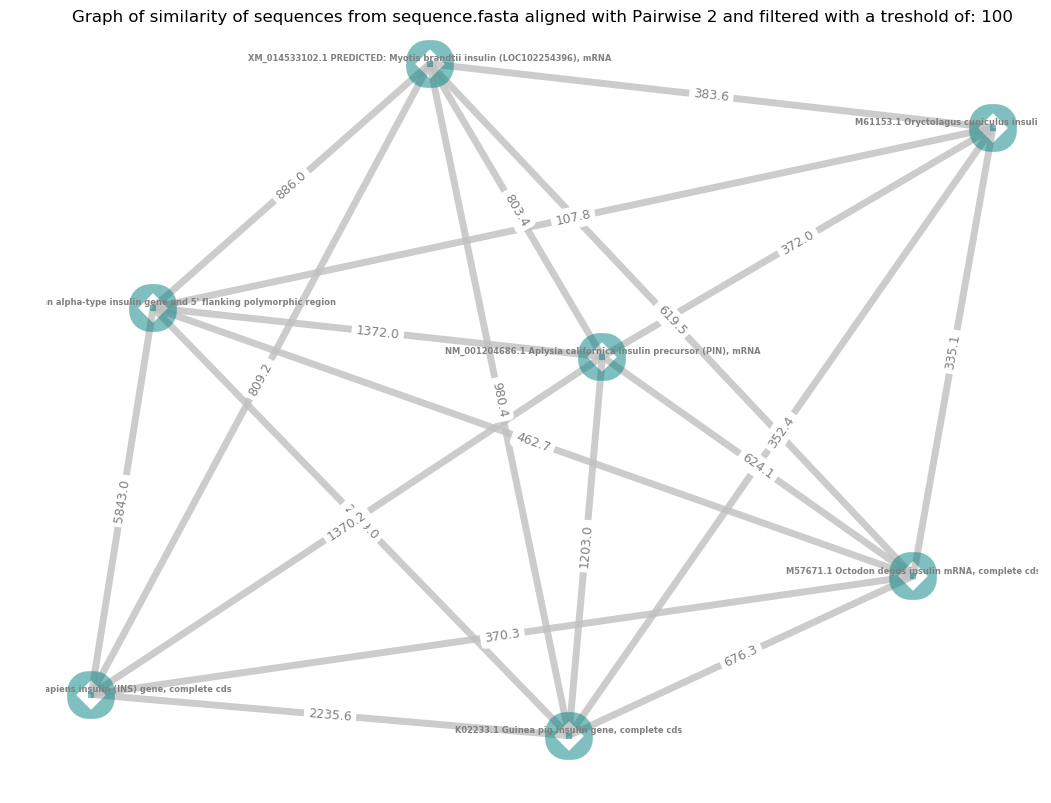 Graph of similarity of sequences from sequence.fasta aligned with Pairwise 2 and filtered with a treshold of: 100
XM_014533102.1 PREDICTED: Myotis brandtii insulin (LOC102254396), mRNA
383.6
M61153.1 Oryctolagus cuniculus insuli
886.0
803.4
107.8
372.0
n alpha-type insulin gene and 5' flanking polymorphic region
619.5
1372.0
335.1
NM_001204686.1 Aplysia californica insulin precursor (PIN), mRNA
809.2
980.4
352.4
462.7
624.1
5843.0
1370.2
1203.0
M57671.1 Octodon degus insulin mRNA, complete cds
370.3
676.3
apiens insulin (INS) gene, complete cds
2235.6
K02233.1 Guinea pig insulin gene, complete cds